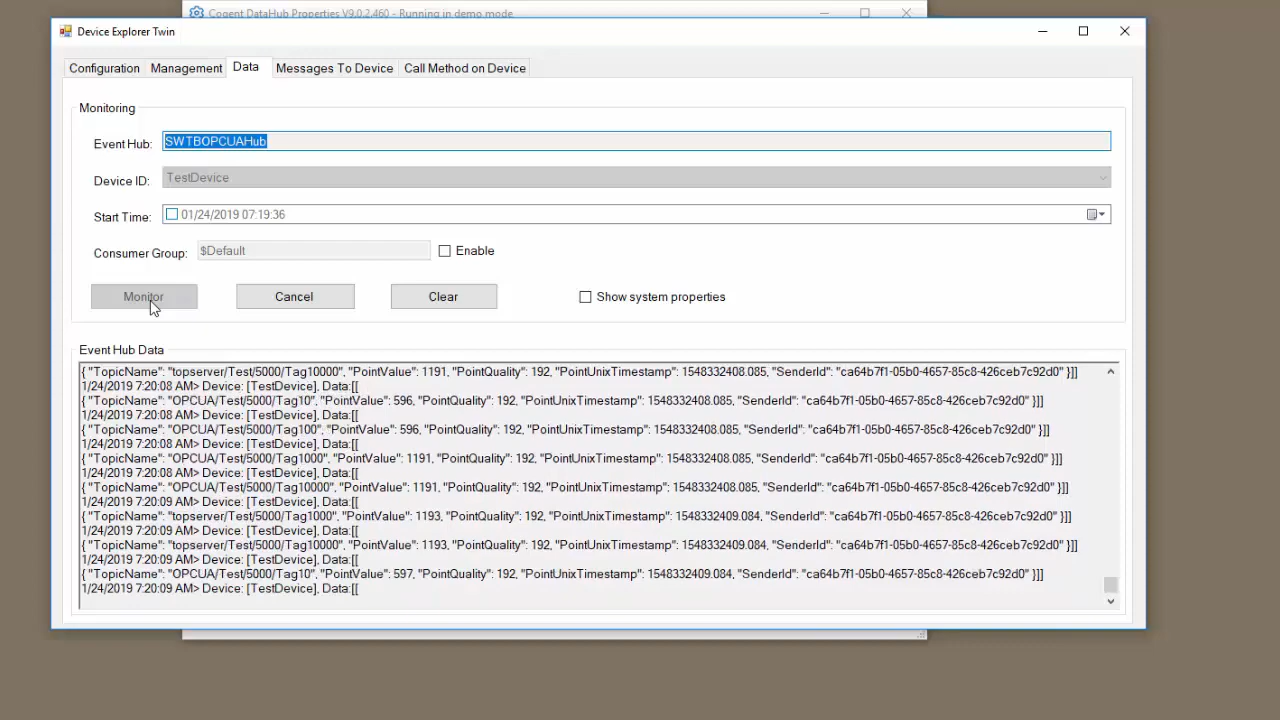 Cogent DataHub Properties V9.0.2.460 - Running in demo mode
Device Explorer Twin
Configuration Management Data Messages To Device Call Method on Device
Monitoring
Event Hub: SWTBOPCUAHub
Device ID: TestDevice
Start Time: 01/24/2019 07:19:36
Consumer Group: $Default Enable
Monitor Cancel Clear Show system properties
Event Hub Data
{ "TopicName": "topserver/Test/5000/Tag10000", "PointValue": 1191, "PointQuality": 192, "PointUnixTimestamp": 1548332408.085, "SenderId": "ca64b7f1-05b0-4657-85c8-426ceb7c92d0" }]]
1/24/2019 7:20:08 AM> Device: [TestDevice], Data:[[
{ "TopicName": "OPCUA/Test/5000/Tag10", "PointValue": 596, "PointQuality": 192, "PointUnixTimestamp": 1548332408.085, "SenderId": "ca64b7f1-05b0-4657-85c8-426ceb7c92d0" }]]
1/24/2019 7:20:08 AM> Device: [TestDevice], Data:[[
{ "TopicName": "OPCUA/Test/5000/Tag100", "PointValue": 596, "PointQuality": 192, "PointUnixTimestamp": 1548332408.085, "SenderId": "ca64b7f1-05b0-4657-85c8-426ceb7c92d0" }]]
1/24/2019 7:20:08 AM> Device: [TestDevice], Data:[[
{ "TopicName": "OPCUA/Test/5000/Tag1000", "PointValue": 1191, "PointQuality": 192, "PointUnixTimestamp": 1548332408.085, "SenderId": "ca64b7f1-05b0-4657-85c8-426ceb7c92d0" }]]
1/24/2019 7:20:08 AM> Device: [TestDevice], Data:[[
{ "TopicName": "OPCUA/Test/5000/Tag10000", "PointValue": 1191, "PointQuality": 192, "PointUnixTimestamp": 1548332408.085, "SenderId": "ca64b7f1-05b0-4657-85c8-426ceb7c92d0" }]]
1/24/2019 7:20:09 AM> Device: [TestDevice], Data:[[
{ "TopicName": "topserver/Test/5000/Tag1000", "PointValue": 1193, "PointQuality": 192, "PointUnixTimestamp": 1548332409.084, "SenderId": "ca64b7f1-05b0-4657-85c8-426ceb7c92d0" }]]
1/24/2019 7:20:09 AM> Device: [TestDevice], Data:[[
{ "TopicName": "topserver/Test/5000/Tag10000", "PointValue": 1193, "PointQuality": 192, "PointUnixTimestamp": 1548332409.084, "SenderId": "ca64b7f1-05b0-4657-85c8-426ceb7c92d0" }]]
1/24/2019 7:20:09 AM> Device: [TestDevice], Data:[[
{ "TopicName": "OPCUA/Test/5000/Tag10", "PointValue": 597, "PointQuality": 192, "PointUnixTimestamp": 1548332409.084, "SenderId": "ca64b7f1-05b0-4657-85c8-426ceb7c92d0" }]]
1/24/2019 7:20:09 AM> Device: [TestDevice], Data:[[